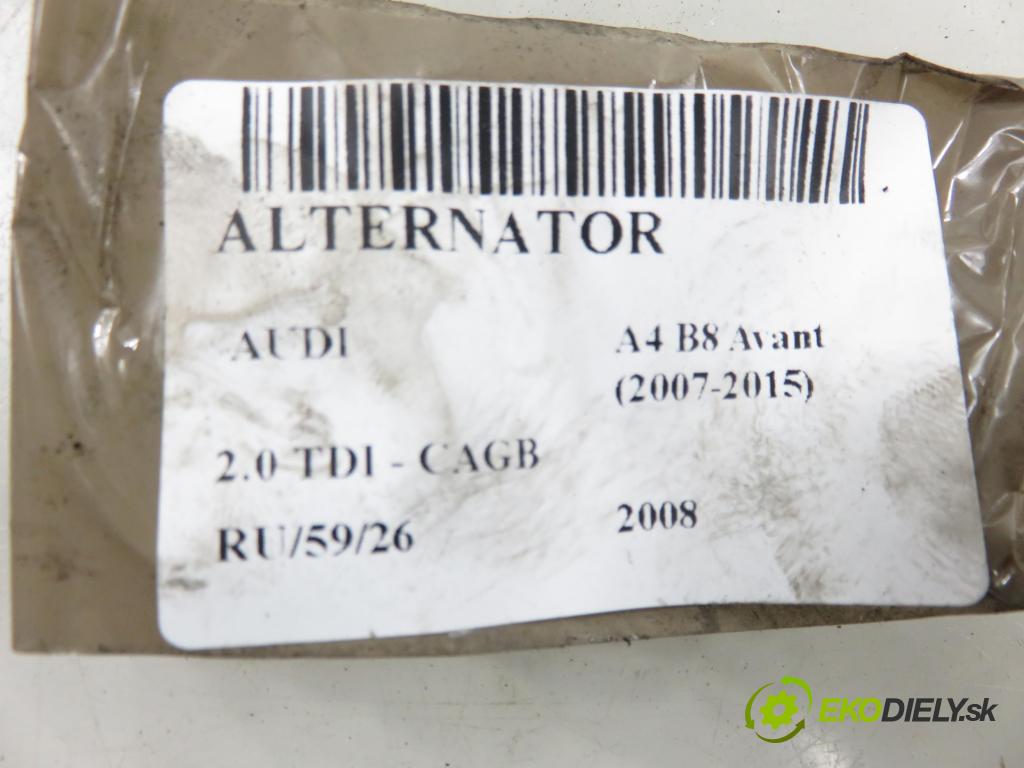 ALTERNATOR
AUDI
A4 B8 Avant
(2007-2015)
2.0 TDI - CAGB
RU/59/26
2008
EKODIELY.sk